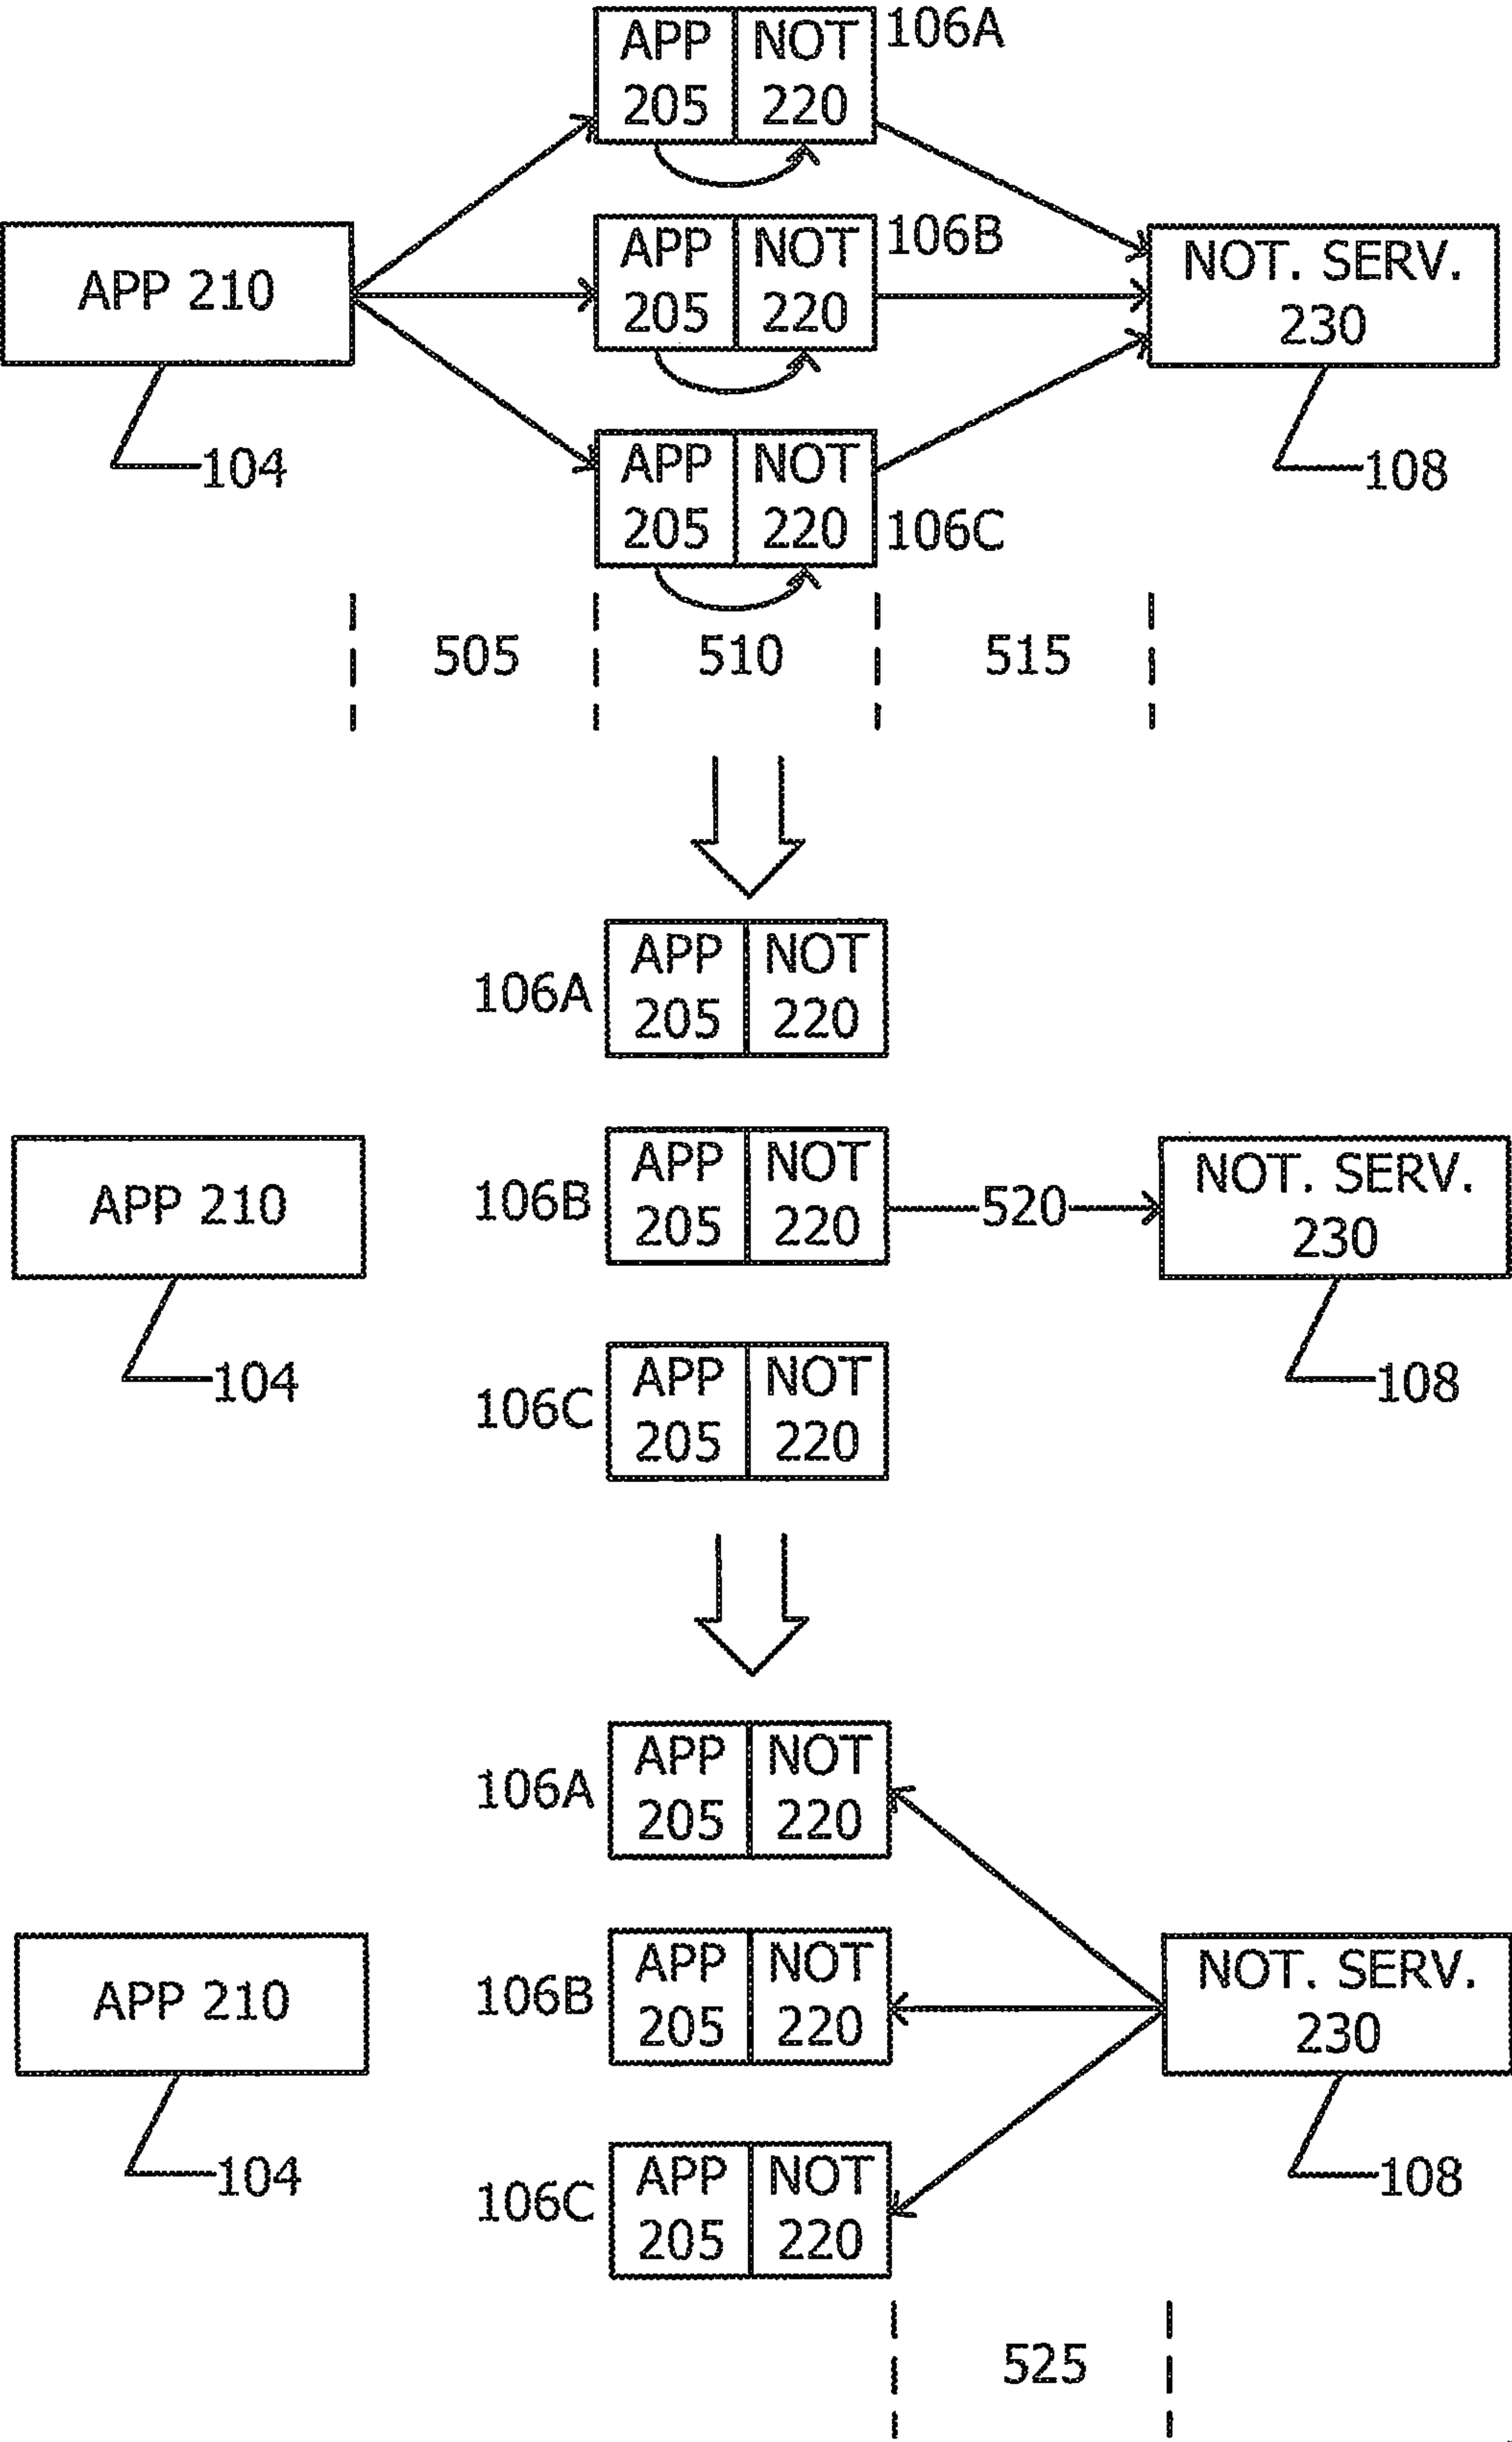 APP NOT 106A
205 220
APP NOT 106B
205 220
APP 210
NOT. SERV.
230
104
108
APP NOT
205 220 106C
505 510 515
APP NOT
106A 205 220
APP NOT
106B 205 220
APP 210
520
NOT. SERV.
230
104
108
APP NOT
106C 205 220
APP NOT
106A 205 220
APP NOT
106B 205 220
APP 210
NOT. SERV.
230
104
108
APP NOT
106C 205 220
525